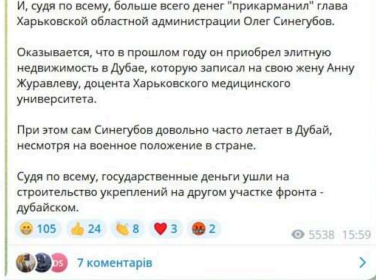 И, судя по всему, больше всего денег "прикарманил" глава
Харьковской областной администрации Олег Синегубов.
Оказывается, что в прошлом году он приобрел элитную
недвижимость в Дубае, которую записал на свою жену Анну
Журавлеву, доцента Харьковского медицинского
университета.
При этом сам Синегубов довольно часто летает в Дубай,
несмотря на военное положение в стране.
Судя по всему, государственные деньги ушли на
строительство укреплений на другом участке фронта -
дубайском.
105 24 8 3 2
5538 15:59
DS 7 коментарів